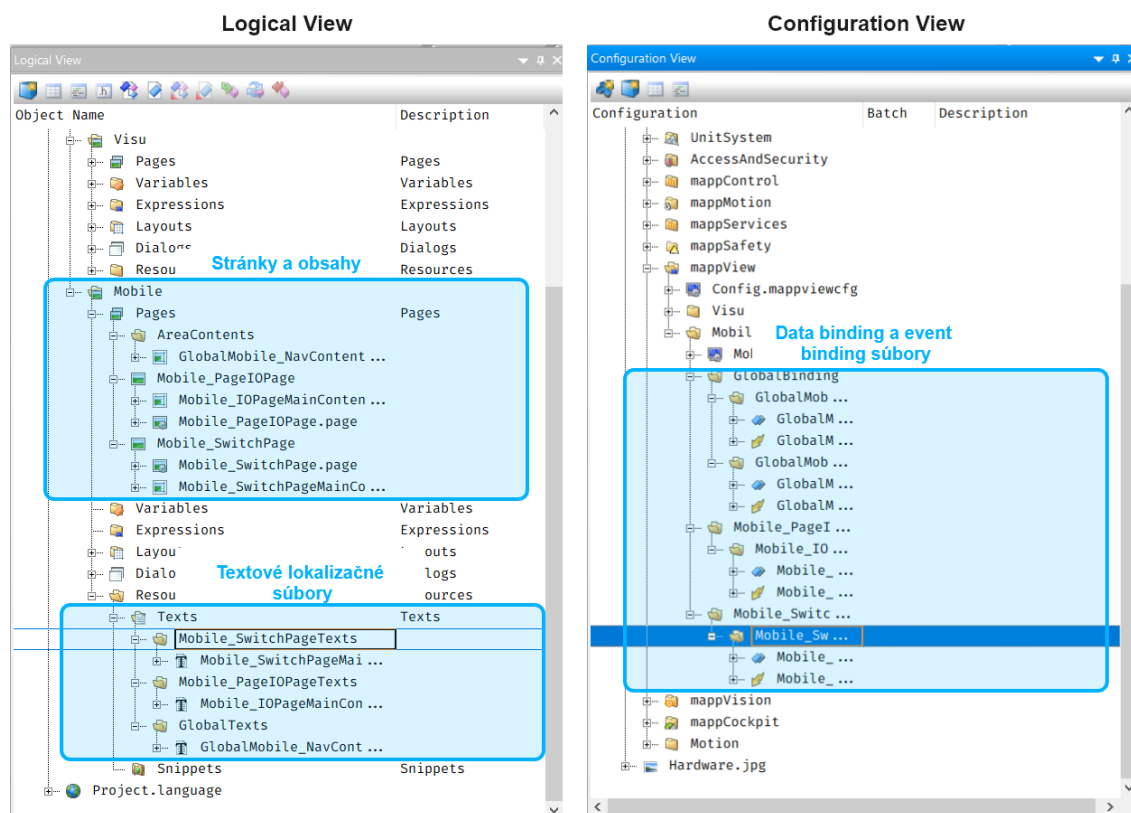 Logical View
Logical View
Object Name Description
Visu
Pages Pages
Variables Variables
Expressions Expressions
Layouts Layouts
Dialogs Dialogs
Resou Resources
Stránky a obsahy
Mobile
Pages Pages
AreaContents
GlobalMobile_NavContent ...
Mobile_PageIOPage
Mobile_IOPageMainConten ...
Mobile_PageIOPage.page
Mobile_SwitchPage
Mobile_SwitchPage.page
Mobile_SwitchPageMainCo ...
Variables Variables
Expressions Expressions
Layou outs
Dialo logs
Textové lokalizačné
súbory
Resou ources
Texts Texts
Mobile_SwitchPageTexts
Mobile_SwitchPageMai ...
Mobile_PageIOPageTexts
Mobile_IOPageMainCon ...
GlobalTexts
GlobalMobile_NavCont ...
Snippets Snippets
Project.language
Configuration View
Configuration View
Configuration Batch Description
UnitSystem
AccessAndSecurity
mappControl
mappMotion
mappServices
mappSafety
mappView
Config.mappviewcfg
Visu
Mobil
Mol
Data binding a event
binding súbory
GlobalBinding
GlobalMob ...
GlobalM ...
GlobalM ...
GlobalMob ...
GlobalM ...
GlobalM ...
Mobile_PageI ...
Mobile_IO ...
Mobile_ ...
Mobile_ ...
Mobile_Switc ...
Mobile_Sw ...
Mobile_ ...
Mobile_ ...
mappVision
mappCockpit
Motion
Hardware.jpg